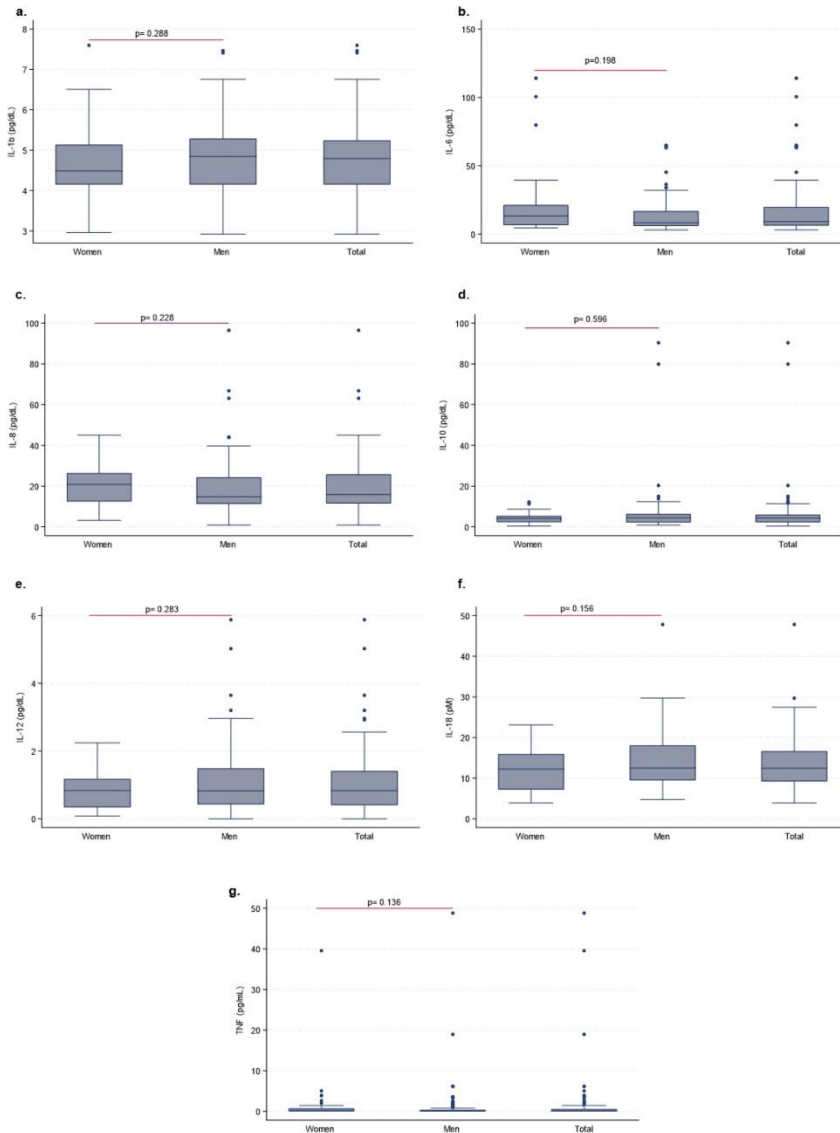 a.
p= 0.288
IL-1b (pg/dL)
8
7
6
5
4
3
Women Men Total
b.
p=0.198
IL-6 (pg/dL)
150
100
50
0
Women Men Total
c.
p= 0.228
IL-8 (pg/dL)
100
80
60
40
20
0
Women Men Total
d.
p= 0.596
IL-10 (pg/dL)
100
80
60
40
20
0
Women Men Total
e.
p= 0.283
IL-12 (pg/dL)
6
4
2
0
Women Men Total
f.
p= 0.156
IL-18 (pM)
50
40
30
20
10
0
Women Men Total
g.
p= 0.136
TNF (pg/mL)
50
40
30
20
10
0
Women Men Total